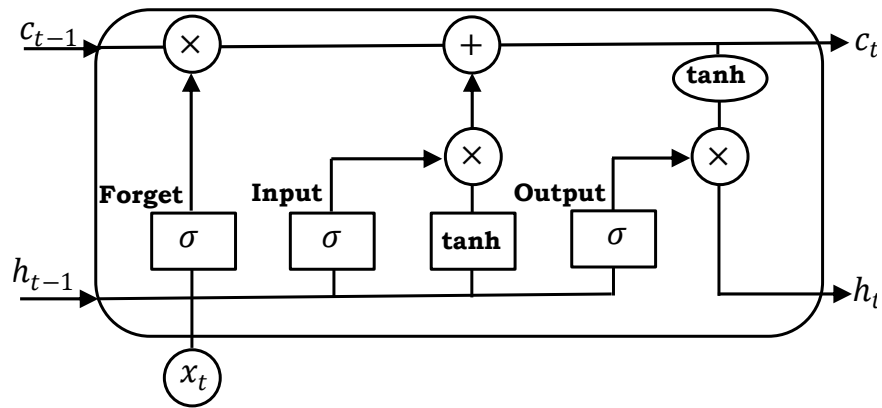 c_{t−1} × + c_t
tanh
× ×
Forget Input Output
σ σ tanh σ
h_{t−1} h_t
x_t